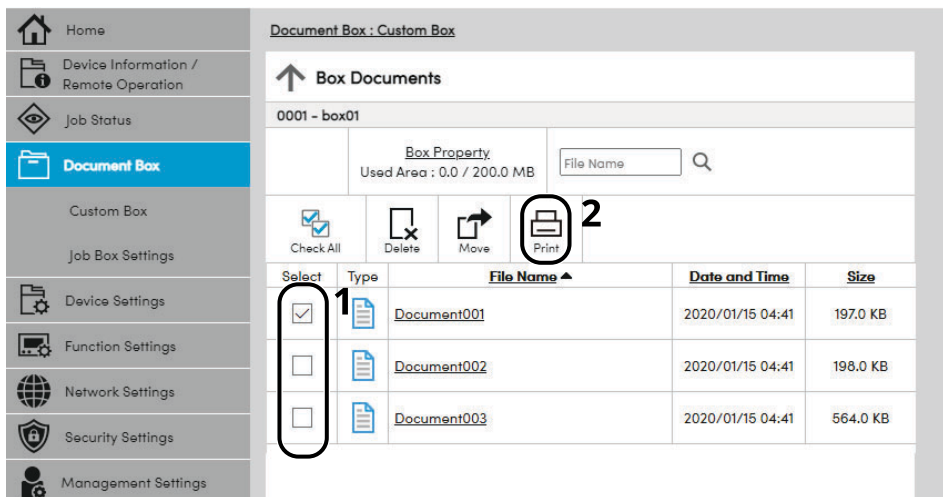 Home
Device Information /
Remote Operation
Job Status
Document Box
Custom Box
Job Box Settings
Device Settings
Function Settings
Network Settings
Security Settings
Management Settings
Document Box : Custom Box
Box Documents
0001 - box01
Box Property
Used Area : 0.0 / 200.0 MB
File Name
Check All Delete Move Print 2
Select Type File Name Date and Time Size
1
Document001 2020/01/15 04:41 197.0 KB
Document002 2020/01/15 04:41 198.0 KB
Document003 2020/01/15 04:41 564.0 KB